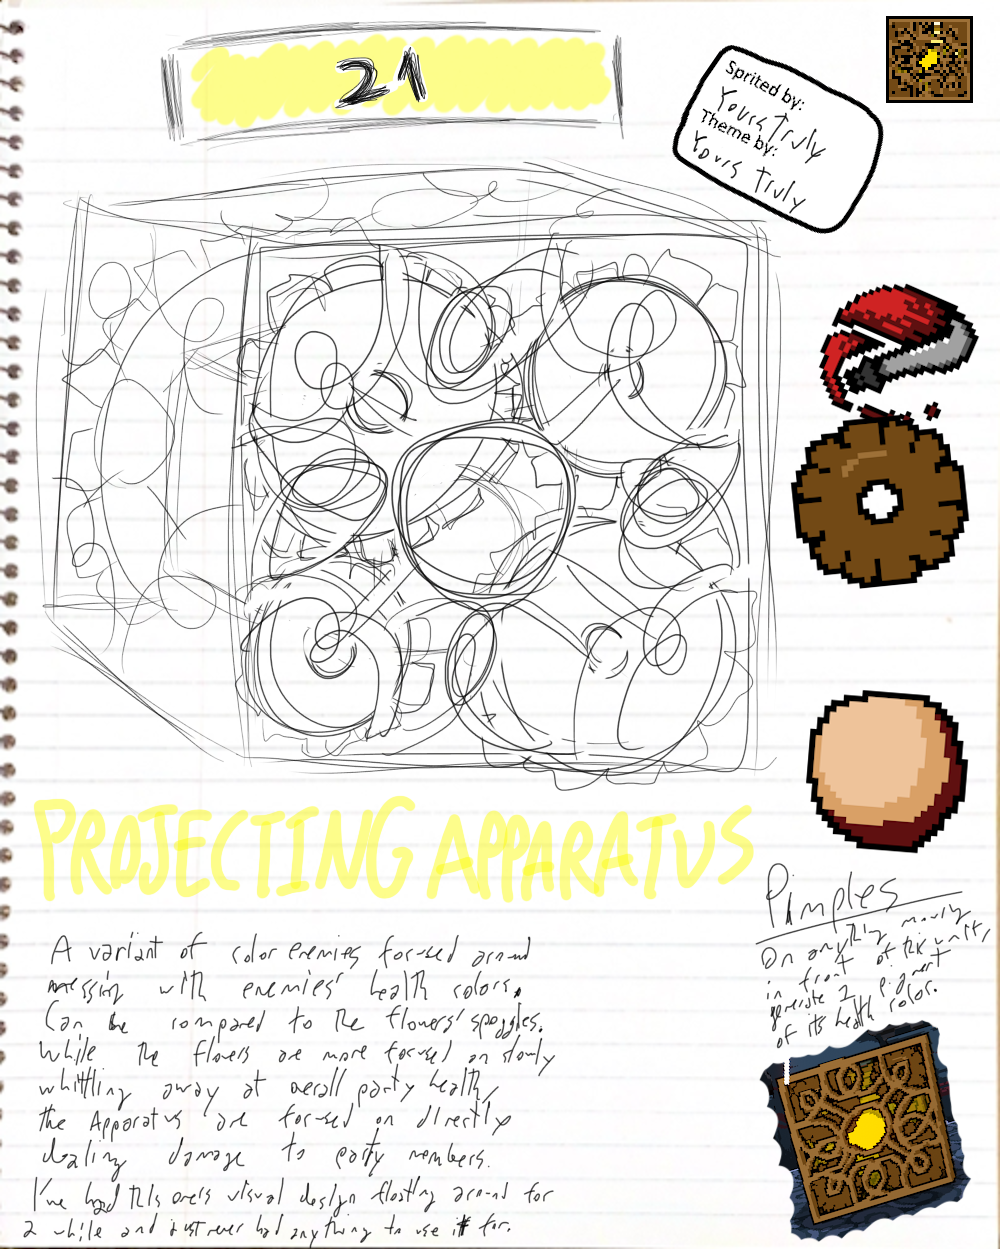 21
Sprited by:
Yours Truly
Theme by:
Yours Truly
PROJECTING APPARATUS
A variant of color enemies focused around
messing with enemies' health colors.
Can be compared to the flowers' spoggles.
While the flowers are more focused on slowly
whittling away at overall party health,
the Apparatus are focused on directly
dealing damage to party members.
I've had this one's visual design floating around for
a while and just never had anything to use it for.
Pimples
On anything moving
in front of this unit,
generate 2 pigment
of its health color.